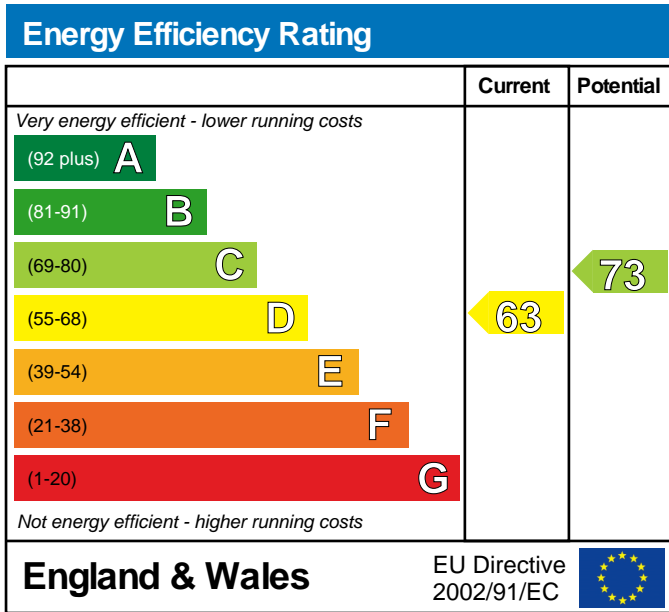 Energy Efficiency Rating
Current Potential
Very energy efficient - lower running costs
(92 plus) A
(81-91) B
(69-80) C
73
(55-68) D
63
(39-54) E
(21-38) F
(1-20) G
Not energy efficient - higher running costs
England & Wales
EU Directive
2002/91/EC